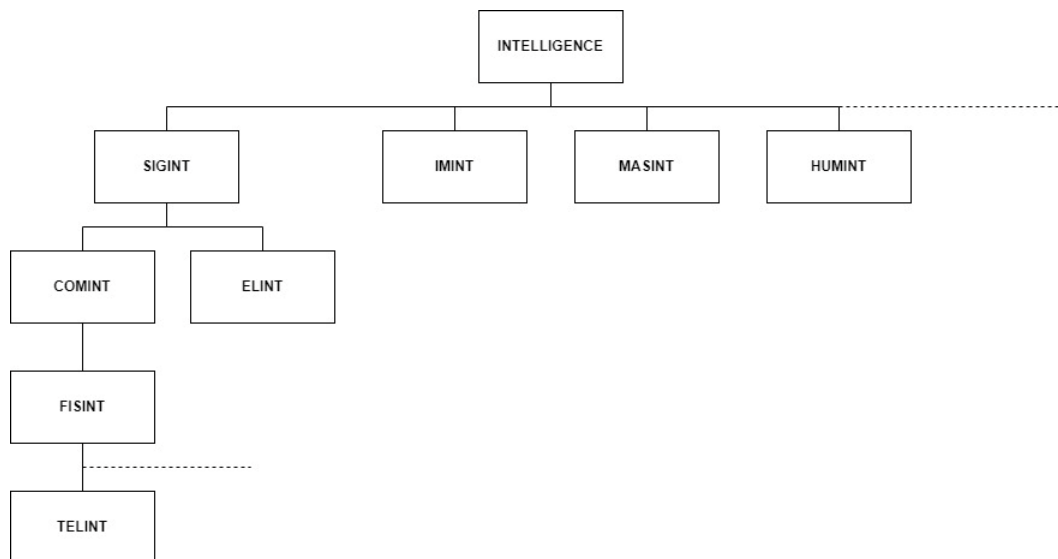 INTELLIGENCE
SIGINT
IMINT
MASINT
HUMINT
COMINT
ELINT
FISINT
TELINT